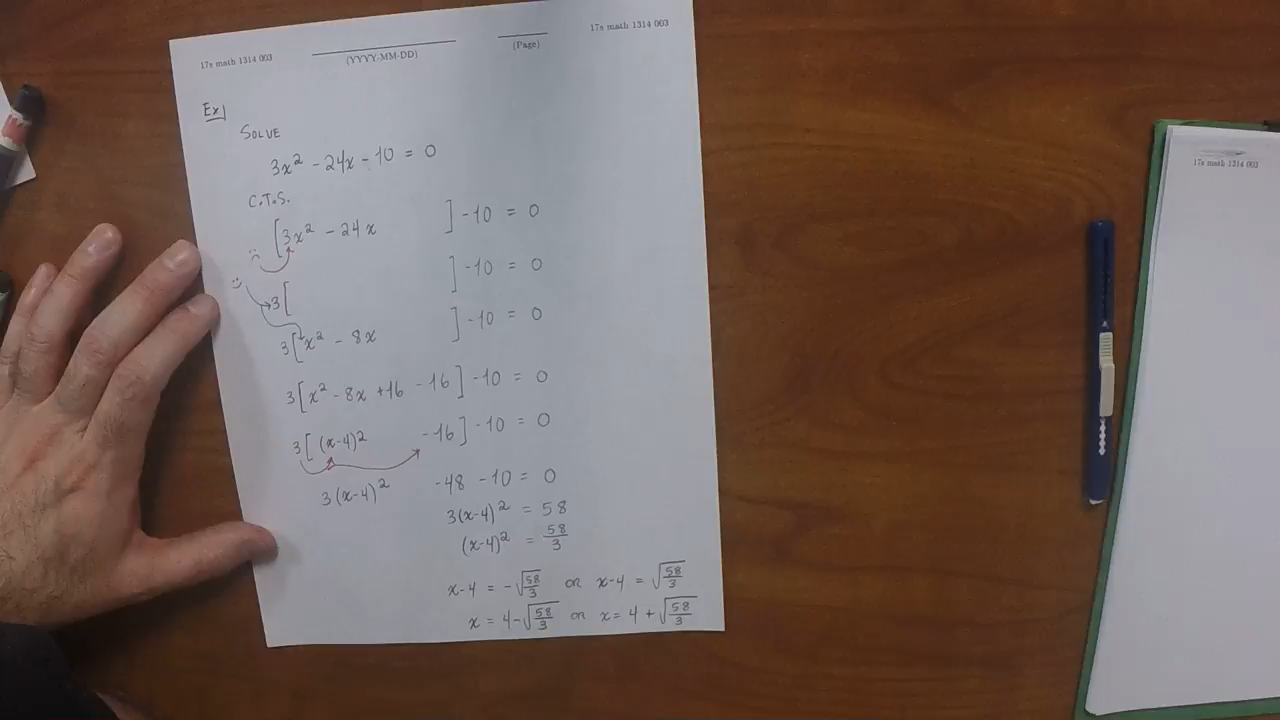 17s math 1314 003 (YYYY-MM-DD) (Page) 17s math 1314 003
Ex)
SOLVE
3x² - 24x - 10 = 0
C.T.S.
[3x² - 24x ] - 10 = 0
3[ ] - 10 = 0
3[x² - 8x ] - 10 = 0
3[x² - 8x + 16 - 16] - 10 = 0
3[(x-4)² - 16] - 10 = 0
3(x-4)² - 48 - 10 = 0
3(x-4)² = 58
(x-4)² = 58/3
x-4 = -√(58/3) or x-4 = √(58/3)
x = 4-√(58/3) or x = 4+√(58/3)
17s math 1314 003